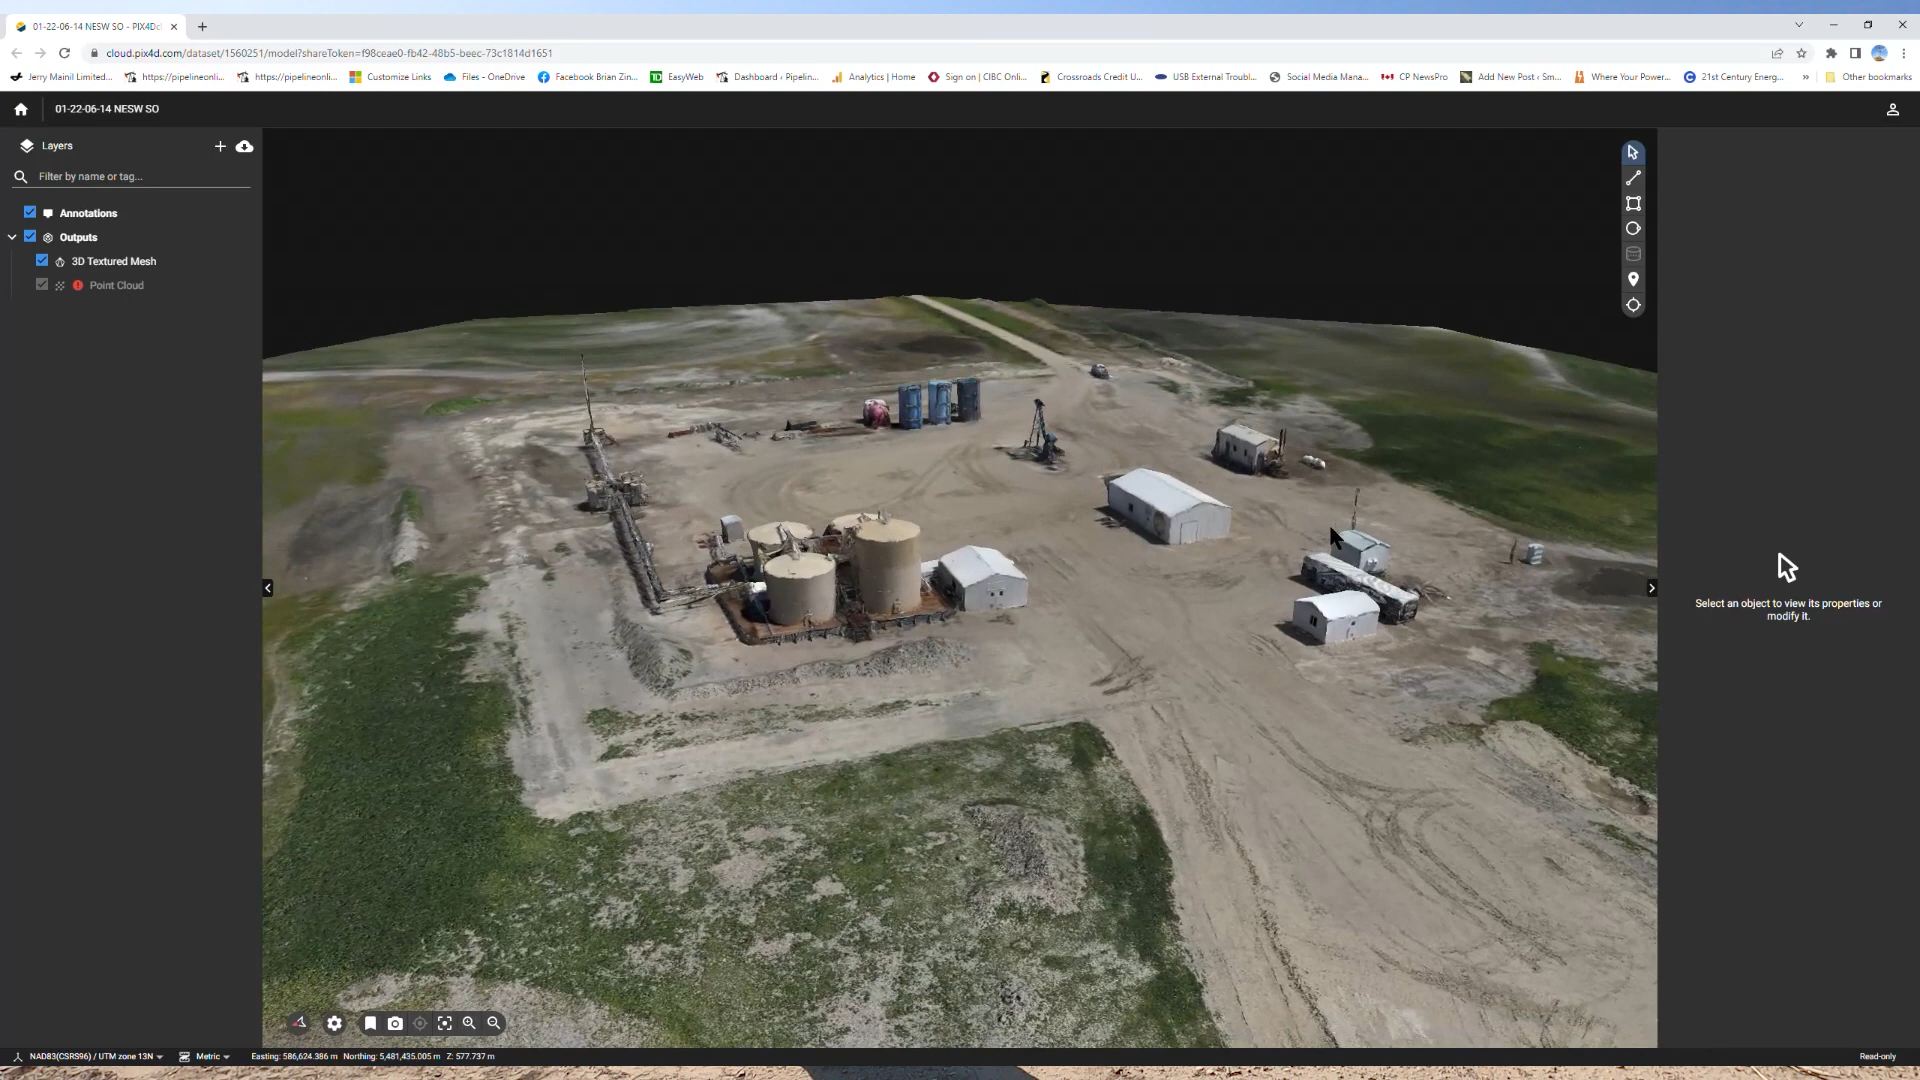 01-22-06-14 NESW SO - PIX4Dcl
cloud.pix4d.com/dataset/1560251/model?shareToken=f98ceae0-fb42-48b5-beec-73c1814d1651
Jerry Mainil Limited... https://pipelineonli... https://pipelineonli... Customize Links Files - OneDrive Facebook Brian Zin... TD EasyWeb Dashboard ‹ Pipelin... Analytics | Home Sign on | CIBC Onli... Crossroads Credit U... USB External Troubl... Social Media Mana... CP NewsPro Add New Post ‹ Sm... Where Your Power... 21st Century Energ... » Other bookmarks
01-22-06-14 NESW SO
Layers
Filter by name or tag...
Annotations
Outputs
3D Textured Mesh
Point Cloud
Select an object to view its properties or
modify it.
NAD83(CSRS96) / UTM zone 13N Metric Easting: 586,624.386 m Northing: 5,481,435.005 m Z: 577.737 m Read-only